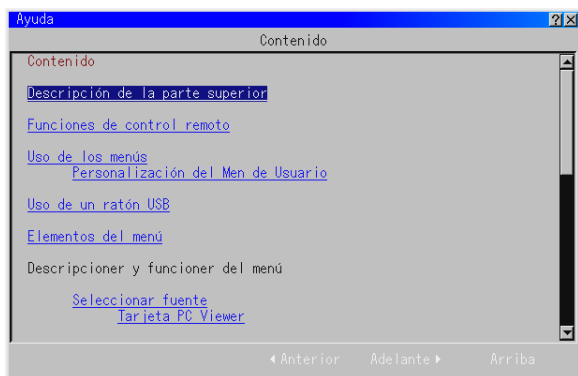 Ayuda
Contenido
Contenido
Descripción de la parte superior
Funciones de control remoto
Uso de los menús
Personalización del Men de Usuario
Uso de un ratón USB
Elementos del menú
Descripcioner y funcioner del menú
Seleccionar fuente
Tarjeta PC Viewer
Anterior Adelante Arriba